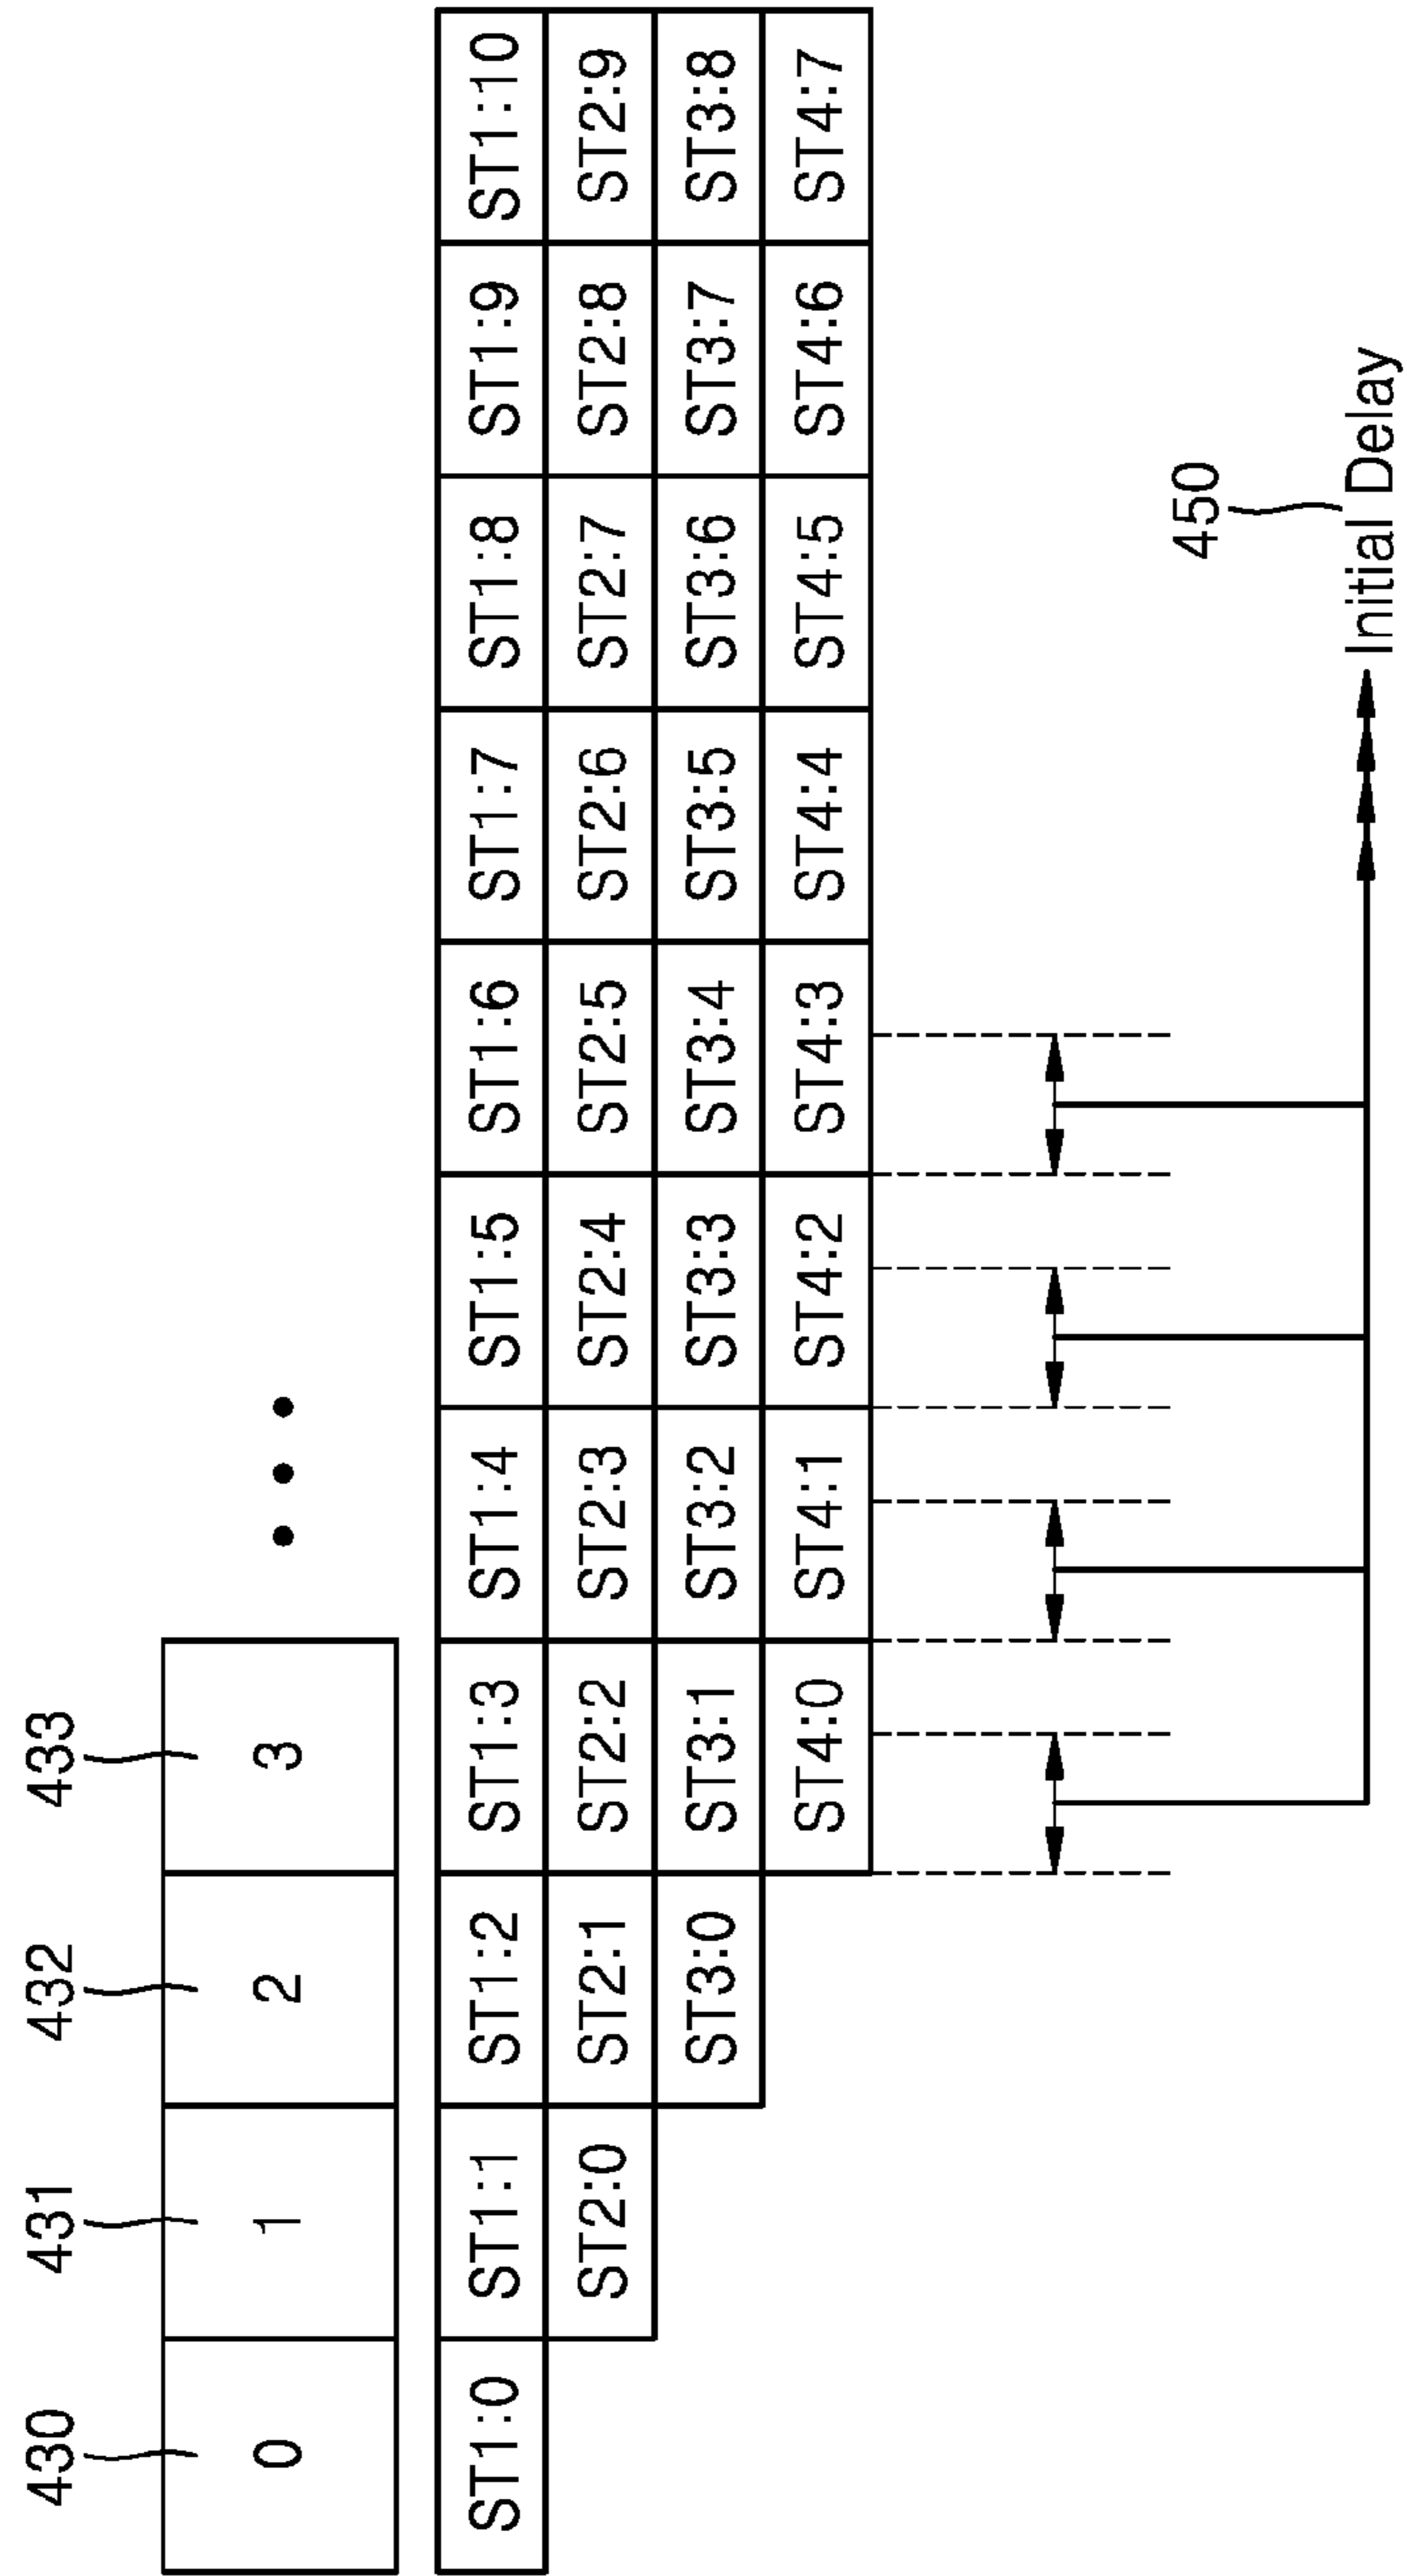 430 431 432 433
0 1 2 3 • • •
ST1:0 ST1:1 ST1:2 ST1:3 ST1:4 ST1:5 ST1:6 ST1:7 ST1:8 ST1:9 ST1:10
ST2:0 ST2:1 ST2:2 ST2:3 ST2:4 ST2:5 ST2:6 ST2:7 ST2:8 ST2:9
ST3:0 ST3:1 ST3:2 ST3:3 ST3:4 ST3:5 ST3:6 ST3:7 ST3:8
ST4:0 ST4:1 ST4:2 ST4:3 ST4:4 ST4:5 ST4:6 ST4:7
450
Initial Delay